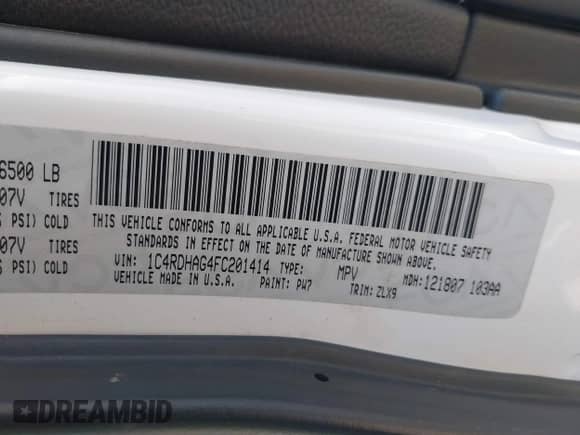 6500 LB
07V TIRES
PSI) COLD
07V TIRES
PSI) COLD
THIS VEHICLE CONFORMS TO ALL APPLICABLE U.S.A. FEDERAL MOTOR VEHICLE SAFETY
STANDARDS IN EFFECT ON THE DATE OF MANUFACTURE SHOWN ABOVE.
VIN: 1C4RDHAG4FC201414 TYPE: MPV MDH: 121807 103AA
VEHICLE MADE IN U.S.A. PAINT: PW7 TRIM: ZLX9
DREAMBID